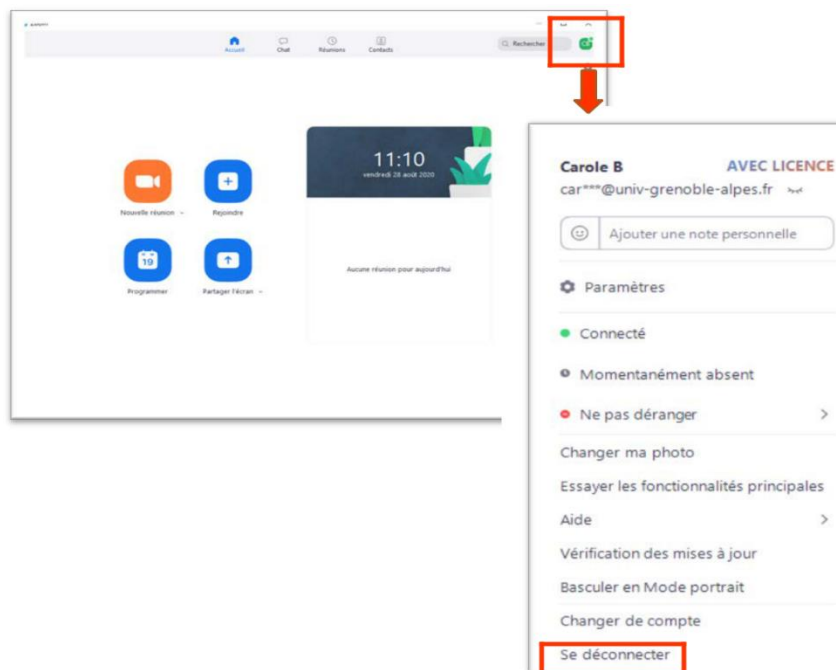 Accueil
Chat
Réunions
Contacts
Rechercher
CB
11:10
vendredi 28 août 2020
Nouvelle réunion
Rejoindre
19
Programmer
Partager l'écran
Aucune réunion pour aujourd'hui
Carole B
AVEC LICENCE
car***@univ-grenoble-alpes.fr
Ajouter une note personnelle
Paramètres
Connecté
Momentanément absent
Ne pas déranger
Changer ma photo
Essayer les fonctionnalités principales
Aide
Vérification des mises à jour
Basculer en Mode portrait
Changer de compte
Se déconnecter